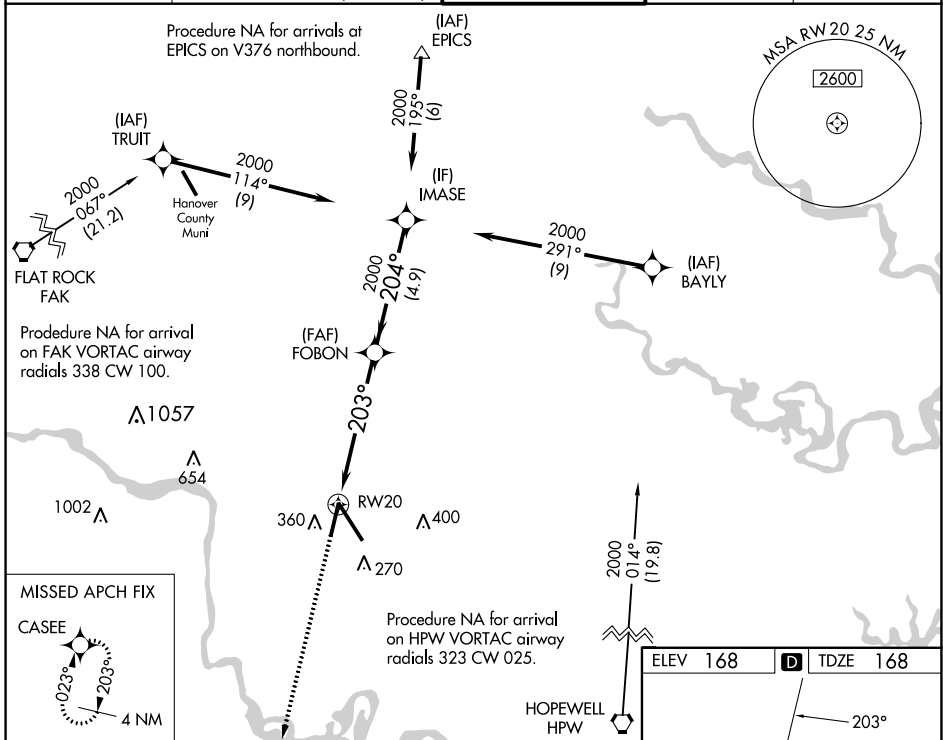 Procedure NA for arrivals at
EPICS on V376 northbound.
(IAF)
EPICS
MSA RW 20 25 NM
2600
2000
195°
(6)
(IAF)
TRUIT
2000
114°
(9)
Hanover
County
Muni
(IF)
IMASE
2000
067°
(21.2)
FLAT ROCK
FAK
2000
204°
(4.9)
2000
291°
(9)
(IAF)
BAYLY
Prodedure NA for arrival
on FAK VORTAC airway
radials 338 CW 100.
(FAF)
FOBON
203°
1057
654
1002
360
RW20
400
270
2000
014°
(19.8)
MISSED APCH FIX
CASEE
023°
203°
4 NM
Procedure NA for arrival
on HPW VORTAC airway
radials 323 CW 025.
HOPEWELL
HPW
ELEV 168 D TDZE 168
203°